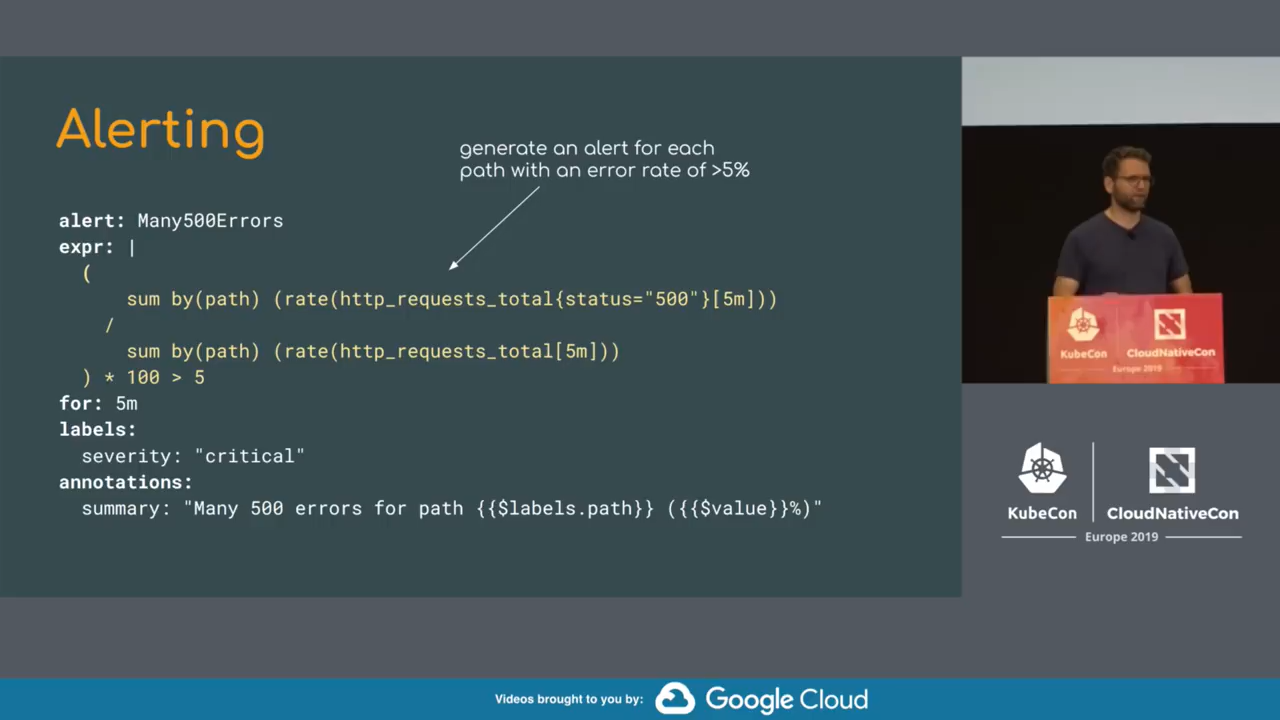 Alerting
generate an alert for each
path with an error rate of >5%
alert: Many500Errors
expr: |
(
sum by(path) (rate(http_requests_total{status="500"}[5m]))
/
sum by(path) (rate(http_requests_total[5m]))
) * 100 > 5
for: 5m
labels:
severity: "critical"
annotations:
summary: "Many 500 errors for path {{$labels.path}} ({{$value}}%)"
KubeCon
CloudNativeCon
Europe 2019
KubeCon
CloudNativeCon
Europe 2019
Videos brought to you by:
Google Cloud